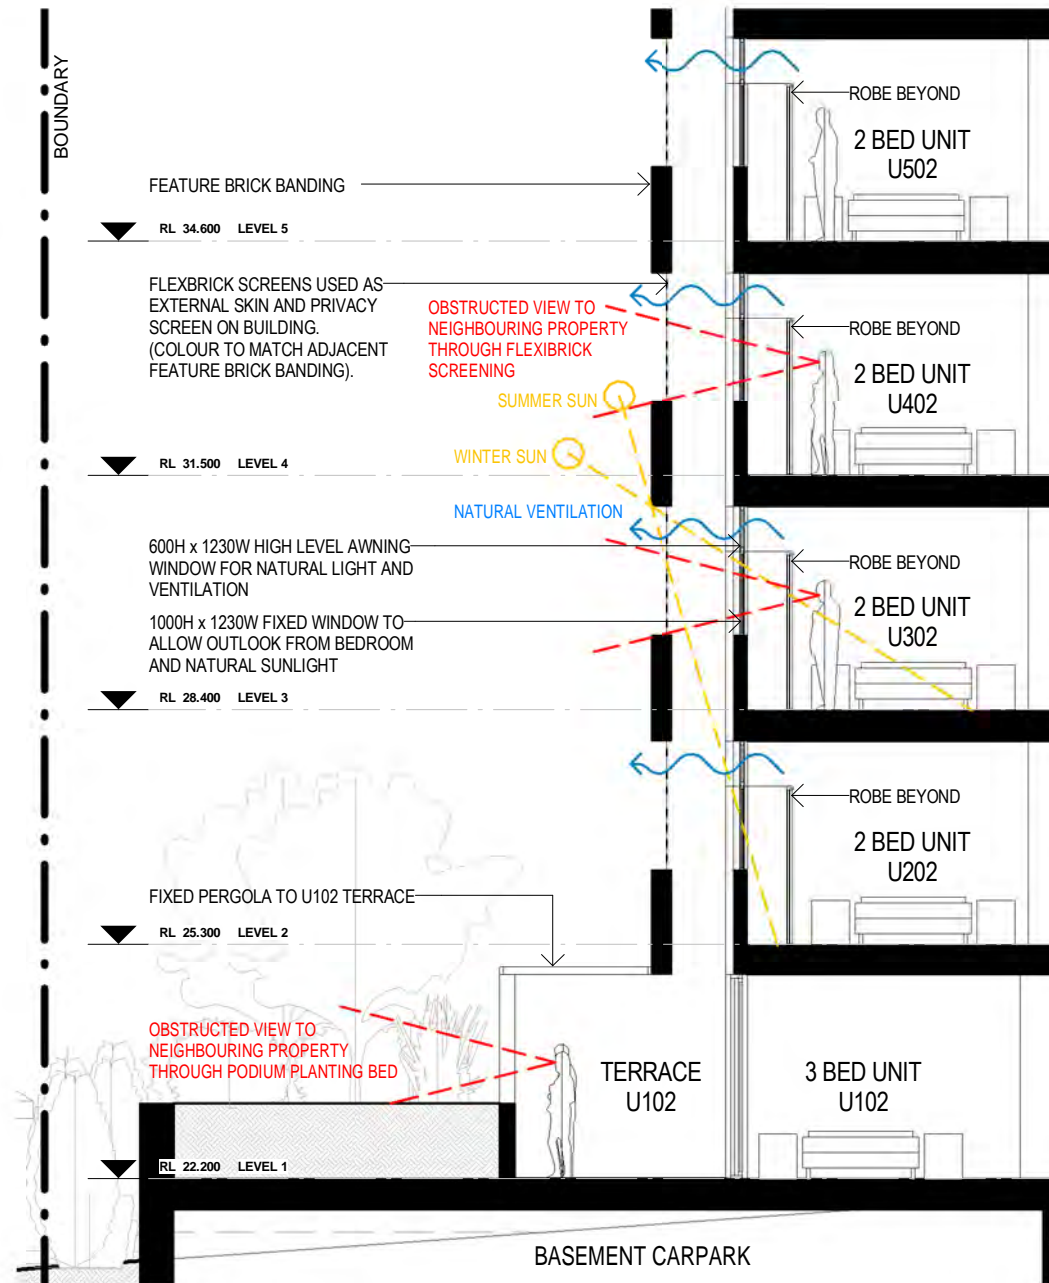 BOUNDARY
ROBE BEYOND
2 BED UNIT
U502
FEATURE BRICK BANDING
RL 34.600 LEVEL 5
FLEXBRICK SCREENS USED AS
EXTERNAL SKIN AND PRIVACY
SCREEN ON BUILDING.
(COLOUR TO MATCH ADJACENT
FEATURE BRICK BANDING).
OBSTRUCTED VIEW TO
NEIGHBOURING PROPERTY
THROUGH FLEXIBRICK
SCREENING
ROBE BEYOND
2 BED UNIT
U402
SUMMER SUN
WINTER SUN
RL 31.500 LEVEL 4
NATURAL VENTILATION
600H x 1230W HIGH LEVEL AWNING
WINDOW FOR NATURAL LIGHT AND
VENTILATION
ROBE BEYOND
2 BED UNIT
U302
1000H x 1230W FIXED WINDOW TO
ALLOW OUTLOOK FROM BEDROOM
AND NATURAL SUNLIGHT
RL 28.400 LEVEL 3
ROBE BEYOND
2 BED UNIT
U202
FIXED PERGOLA TO U102 TERRACE
RL 25.300 LEVEL 2
OBSTRUCTED VIEW TO
NEIGHBOURING PROPERTY
THROUGH PODIUM PLANTING BED
TERRACE
U102
3 BED UNIT
U102
RL 22.200 LEVEL 1
BASEMENT CARPARK